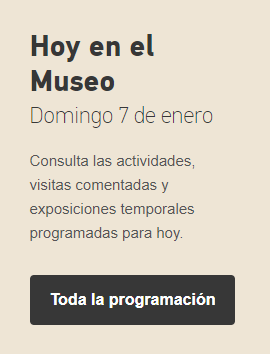 Hoy en el
Museo
Domingo 7 de enero
Consulta las actividades,
visitas comentadas y
exposiciones temporales
programadas para hoy.
Toda la programación